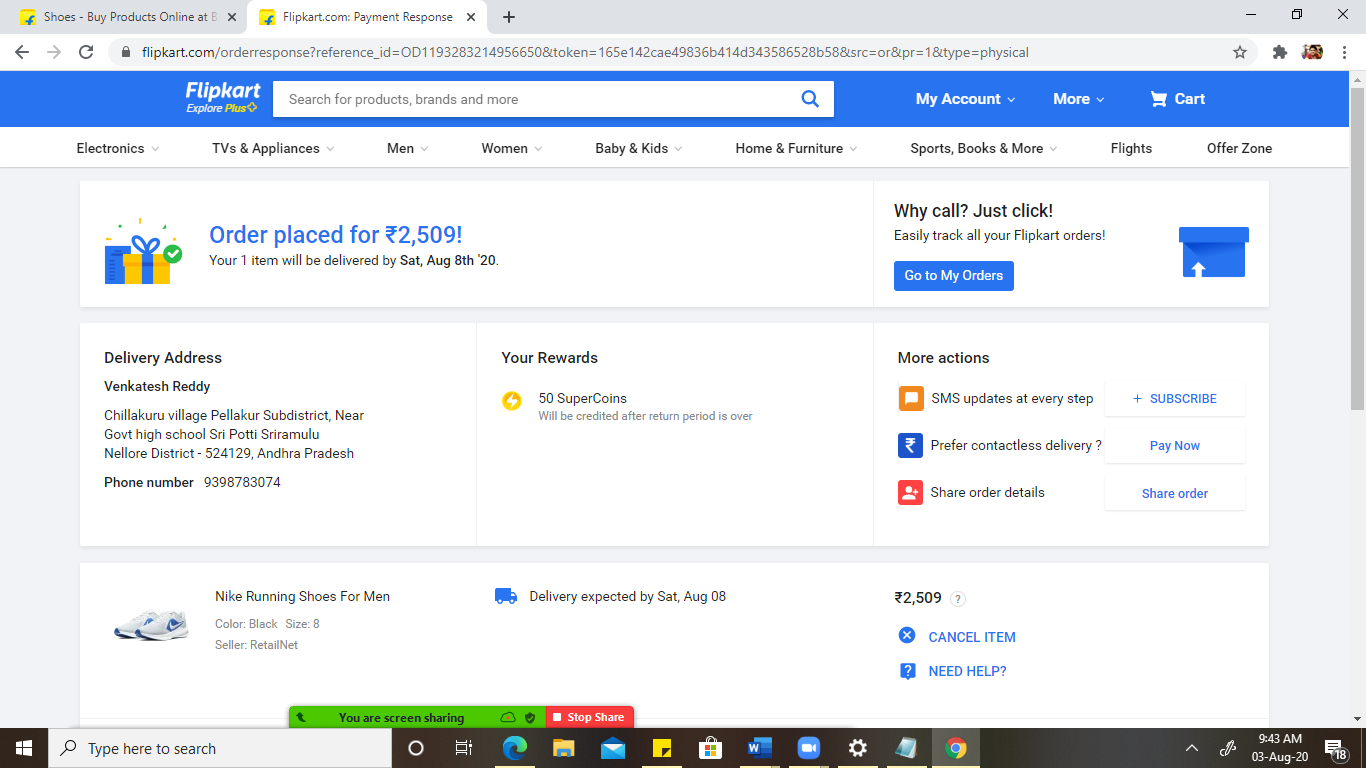 Shoes - Buy Products Online at B
Flipkart.com: Payment Response
flipkart.com/orderresponse?reference_id=OD1193283214956650&token=165e142cae49836b414d343586528b58&src=or&pr=1&type=physical
Flipkart
Explore Plus
Search for products, brands and more
My Account
More
Cart
Electronics
TVs & Appliances
Men
Women
Baby & Kids
Home & Furniture
Sports, Books & More
Flights
Offer Zone
Order placed for ₹2,509!
Your 1 item will be delivered by Sat, Aug 8th '20.
Why call? Just click!
Easily track all your Flipkart orders!
Go to My Orders
Delivery Address
Venkatesh Reddy
Chillakuru village Pellakur Subdistrict, Near
Govt high school Sri Potti Sriramulu
Nellore District - 524129, Andhra Pradesh
Phone number 9398783074
Your Rewards
50 SuperCoins
Will be credited after return period is over
More actions
SMS updates at every step
+ SUBSCRIBE
₹
Prefer contactless delivery ?
Pay Now
Share order details
Share order
Nike Running Shoes For Men
Color: Black Size: 8
Seller: RetailNet
Delivery expected by Sat, Aug 08
₹2,509 ?
CANCEL ITEM
? NEED HELP?
You are screen sharing
Stop Share
Type here to search
W
9:43 AM
03-Aug-20
18